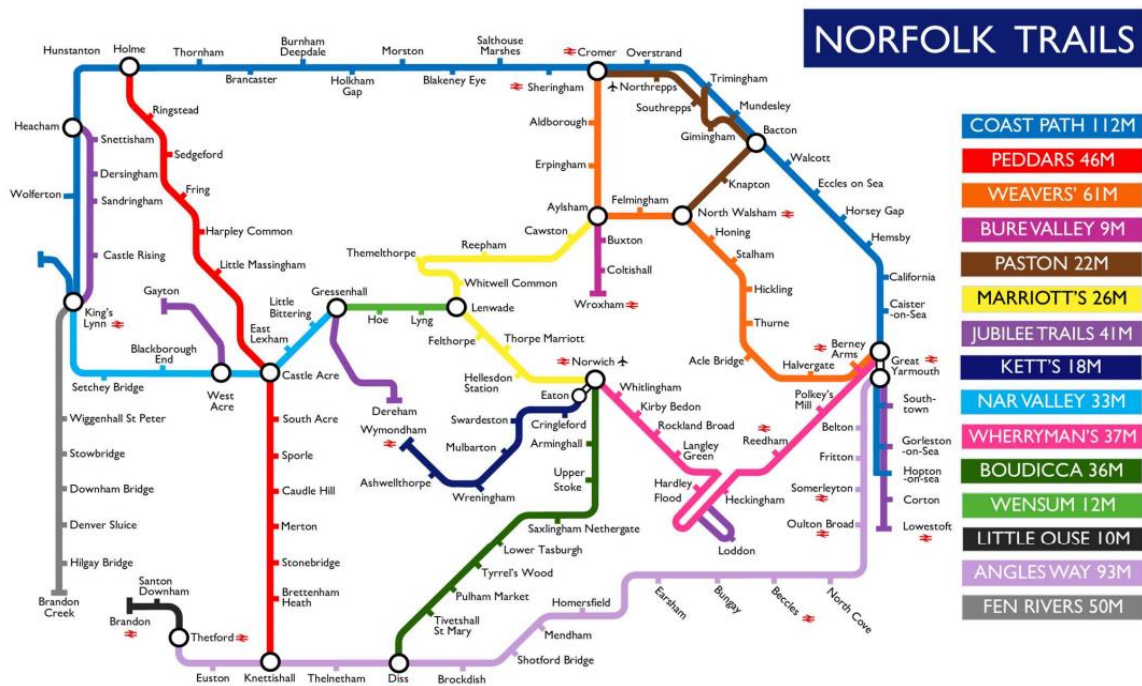 NORFOLK TRAILS
COAST PATH 112M
PEDDARS 46M
WEAVERS' 61M
BURE VALLEY 9M
PASTON 22M
MARRIOTT'S 26M
JUBILEE TRAILS 41M
KETT'S 18M
NAR VALLEY 33M
WHERRYMAN'S 37M
BOUDICCA 36M
WENSUM 12M
LITTLE OUSE 10M
ANGLES WAY 93M
FEN RIVERS 50M
Hunstanton
Holme
Thornham
Brancaster
Burnham
Deepdale
Holkham
Gap
Morston
Blakeney Eye
Salthouse
Marshes
Sheringham
Cromer
Overstrand
Northrepps
Southrepps
Trimingham
Gimingham
Mundesley
Bacton
Walcott
Eccles on Sea
Horsey Gap
Hemsby
California
Caister
-on-Sea
Great
Yarmouth
Heacham
Snettisham
Dersingham
Sandringham
Wolferton
Castle Rising
King's
Lynn
Ringstead
Sedgeford
Fring
Harpley Common
Little Massingham
Gayton
East
Lexham
Little
Bittering
Gressenhall
Hoe
Lyng
Lenwade
Blackborough
End
Setchey Bridge
West
Acre
Castle Acre
Dereham
Aldborough
Erpingham
Aylsham
Felmingham
North Walsham
Knapton
Buxton
Coltishall
Wroxham
Cawston
Reepham
Themelthorpe
Whitwell Common
Felthorpe
Thorpe Marriott
Hellesdon
Station
Norwich
Honing
Stalham
Hickling
Thurne
Acle Bridge
Halvergate
Berney
Arms
Polkey's
Mill
Reedham
Whitlingham
Kirby Bedon
Rockland Broad
Langley
Green
Hardley
Flood
Heckingham
Loddon
Eaton
Cringleford
Swardeston
Mulbarton
Wymondham
Ashwellthorpe
Wreningham
Arminghall
Upper
Stoke
Saxlingham Nethergate
Lower Tasburgh
Tyrrel's Wood
Pulham Market
Tivetshall
St Mary
Diss
Wiggenhall St Peter
Stowbridge
Downham Bridge
Denver Sluice
Hilgay Bridge
Brandon
Creek
South Acre
Sporle
Caudle Hill
Merton
Stonebridge
Brettenham
Heath
Knettishall
Santon
Downham
Brandon
Thetford
Euston
Thelnetham
Brockdish
Shotford Bridge
Mendham
Homersfield
Earsham
Bungay
Beccles
North Cove
Oulton Broad
Somerleyton
Fritton
Belton
South-
town
Gorleston
-on-Sea
Hopton
-on-sea
Corton
Lowestoft